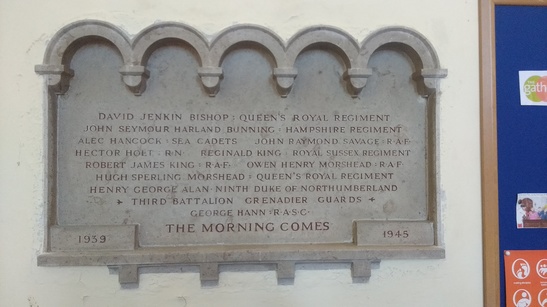 DAVID JENKIN BISHOP : QUEEN'S ROYAL REGIMENT
JOHN SEYMOUR HARLAND BUNNING : HAMPSHIRE REGIMENT
ALEC HANCOCK : SEA CADETS JOHN RAYMOND SAVAGE : R·A·F·
HECTOR HOLT : R·N· REGINALD KING : ROYAL SUSSEX REGIMENT
ROBERT JAMES KING : R·A·F· OWEN HENRY MORSHEAD : R·A·F·
HUGH SPERLING MORSHEAD : QUEEN'S ROYAL REGIMENT
HENRY GEORGE ALAN NINTH DUKE OF NORTHUMBERLAND
THIRD BATTALION GRENADIER GUARDS
GEORGE HANN : R·A·S·C·
THE MORNING COMES
1939 1945
gath